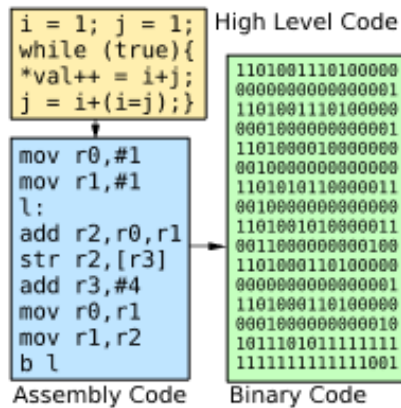 i = 1; j = 1;
while (true){
*val++ = i+j;
j = i+(i=j);}
High Level Code
mov r0,#1
mov r1,#1
l:
add r2,r0,r1
str r2,[r3]
add r3,#4
mov r0,r1
mov r1,r2
b l
Assembly Code
1101001110100000
0000000000000001
1101001110100000
0001000000000001
1101000010000000
0010000000000000
1101010110000011
0010000000000000
1101001010000011
0011000000000100
1101000110100000
0000000000000001
1101000110100000
0001000000000010
1011101011111111
1111111111111001
Binary Code